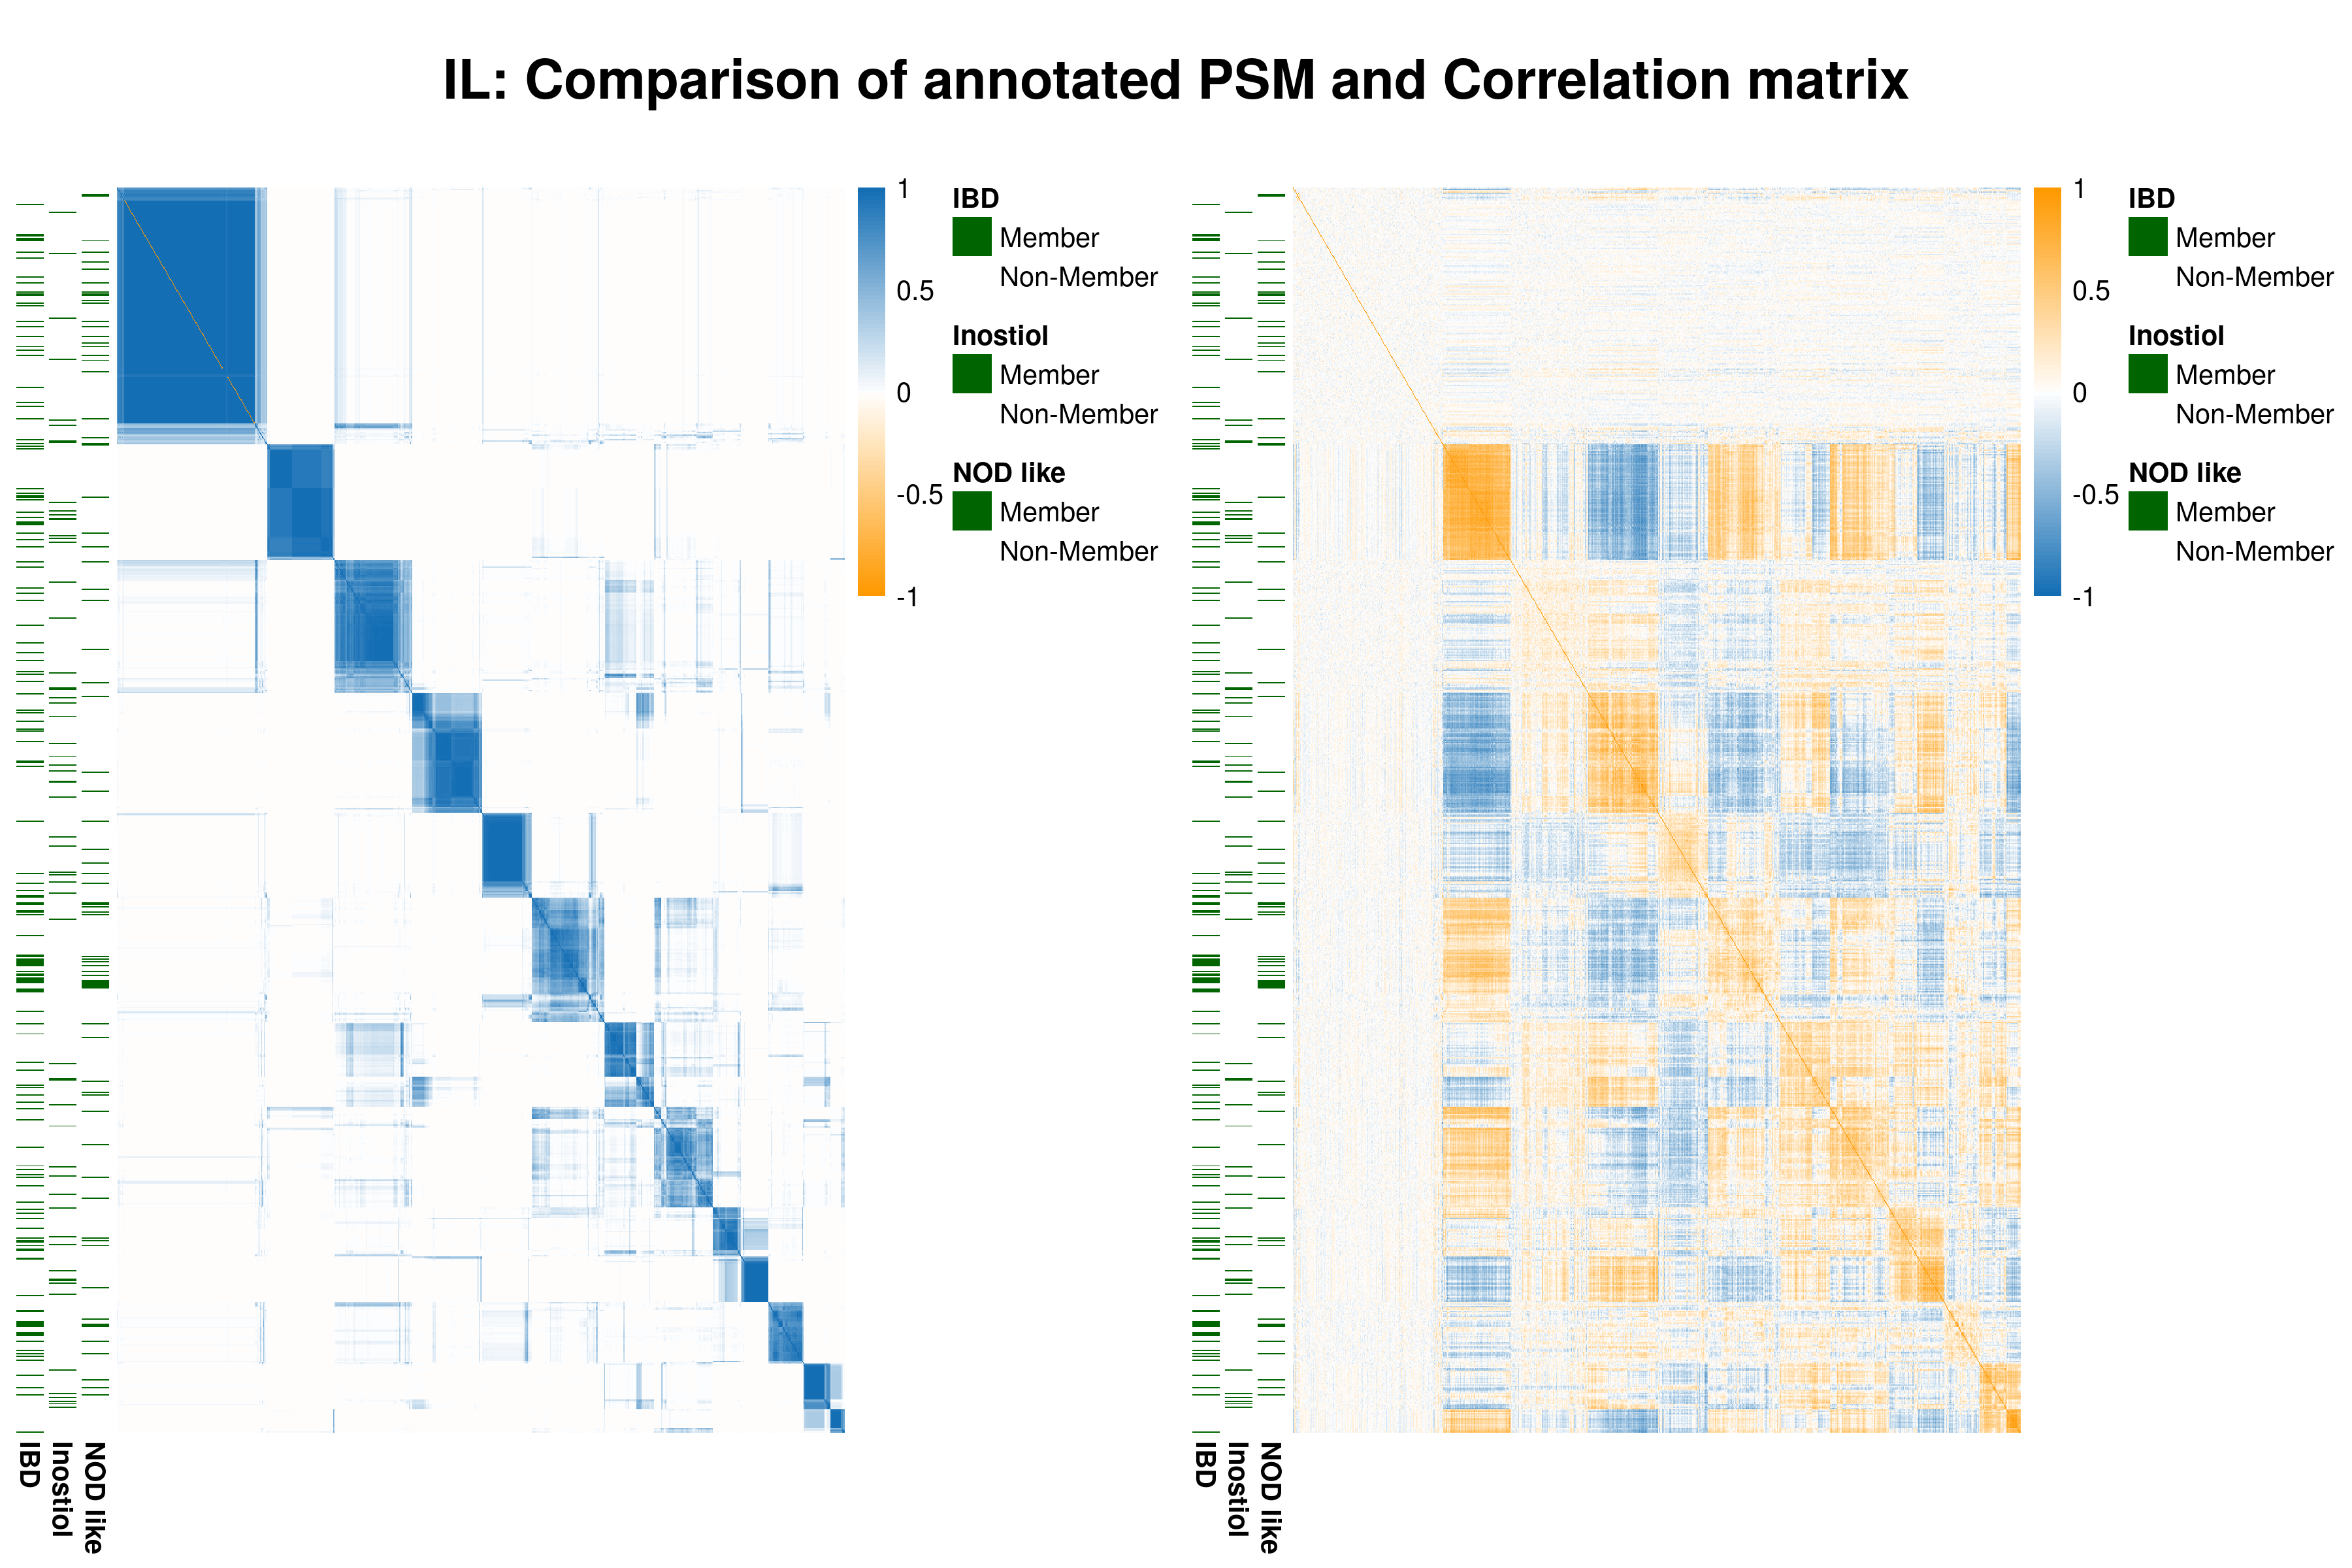 IL: Comparison of annotated PSM and Correlation matrix
1
0.5
0
-0.5
-1
IBD
Member
Non-Member
Inostiol
Member
Non-Member
NOD like
Member
Non-Member
IBD
Inostiol
NOD like
1
0.5
0
-0.5
-1
IBD
Member
Non-Member
Inostiol
Member
Non-Member
NOD like
Member
Non-Member
IBD
Inostiol
NOD like